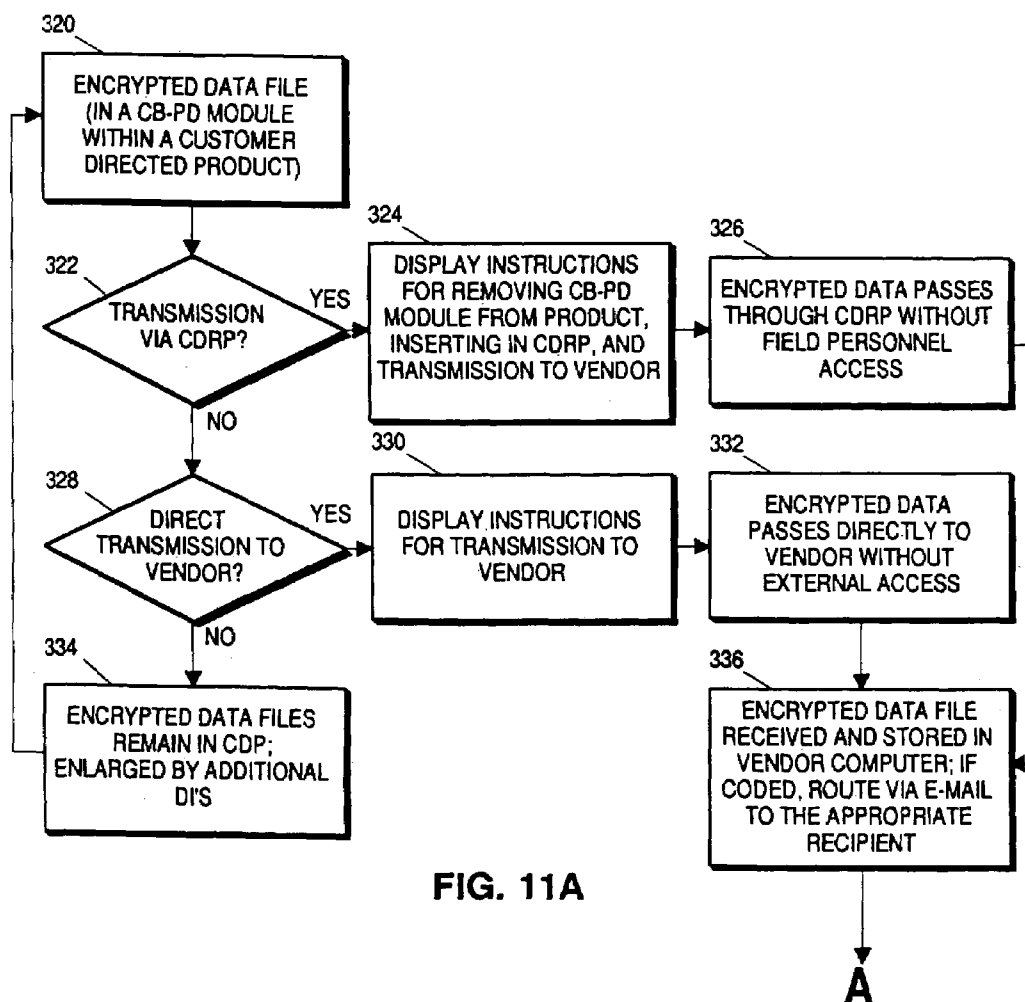 320
ENCRYPTED DATA FILE
(IN A CB-PD MODULE
WITHIN A CUSTOMER
DIRECTED PRODUCT)
322
TRANSMISSION
VIA CDRP?
YES
NO
324
DISPLAY INSTRUCTIONS
FOR REMOVING CB-PD
MODULE FROM PRODUCT,
INSERTING IN CDRP, AND
TRANSMISSION TO VENDOR
326
ENCRYPTED DATA PASSES
THROUGH CDRP WITHOUT
FIELD PERSONNEL
ACCESS
328
DIRECT
TRANSMISSION TO
VENDOR?
YES
NO
330
DISPLAY INSTRUCTIONS
FOR TRANSMISSION TO
VENDOR
332
ENCRYPTED DATA
PASSES DIRECTLY TO
VENDOR WITHOUT
EXTERNAL ACCESS
334
ENCRYPTED DATA FILES
REMAIN IN CDP;
ENLARGED BY ADDITIONAL
DI'S
336
ENCRYPTED DATA FILE
RECEIVED AND STORED IN
VENDOR COMPUTER; IF
CODED, ROUTE VIA E-MAIL
TO THE APPROPRIATE
RECIPIENT
FIG. 11A
A